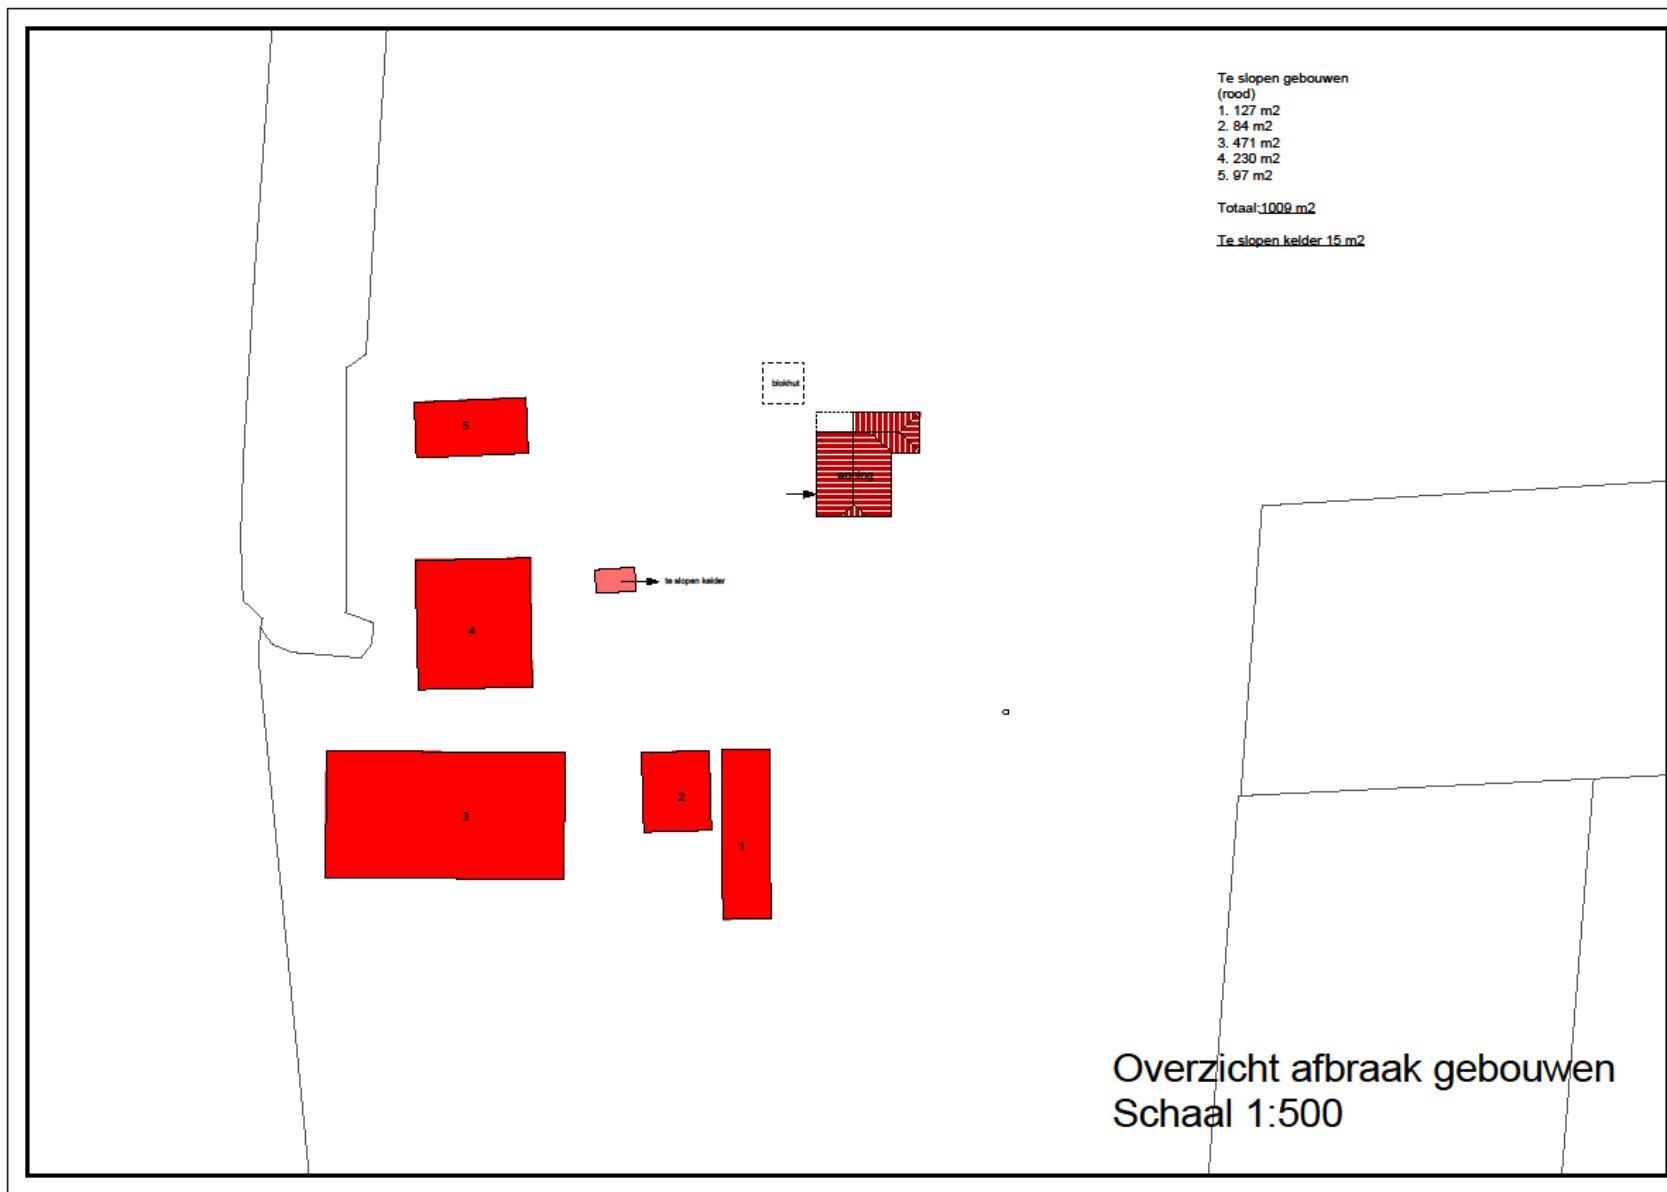 Te slopen gebouwen
(rood)
1. 127 m2
2. 84 m2
3. 471 m2
4. 230 m2
5. 97 m2
Totaal:1009 m2
Te slopen kelder 15 m2
blokhut
5
woning
te slopen kelder
4
2
3
1
Overzicht afbraak gebouwen
Schaal 1:500